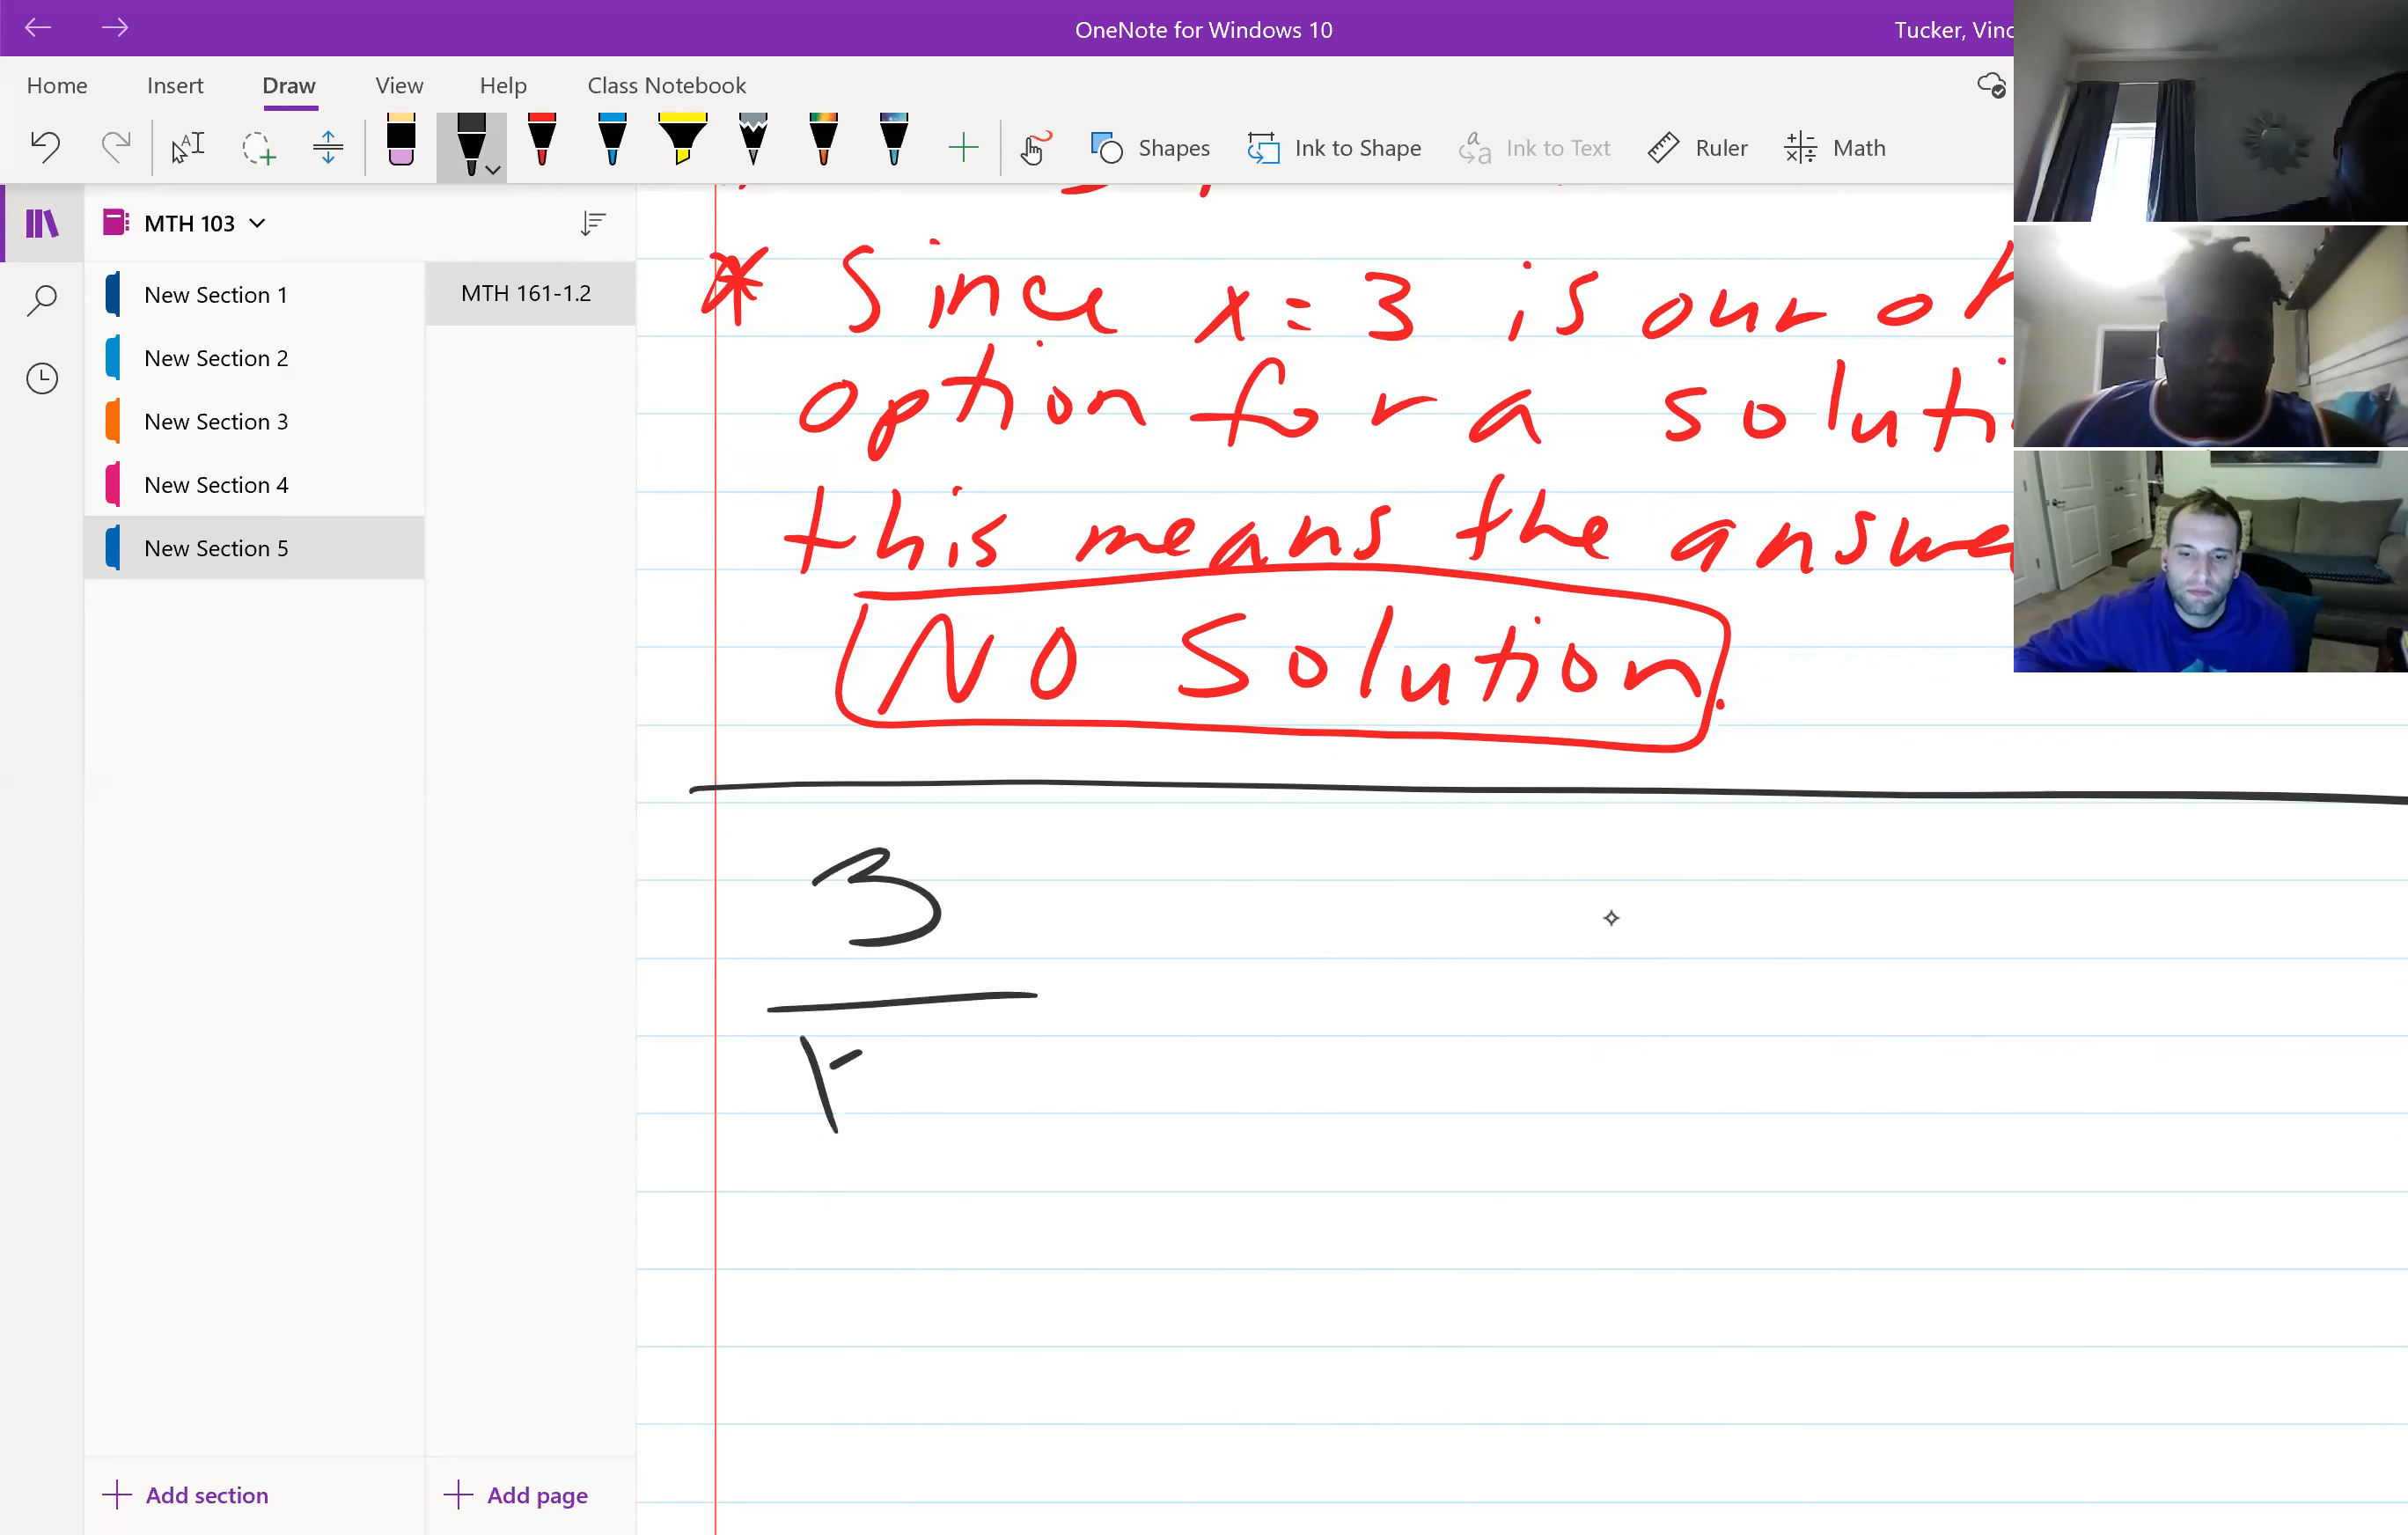 OneNote for Windows 10
Tucker, Vinc
Home Insert Draw View Help Class Notebook
Shapes Ink to Shape Ink to Text Ruler Math
MTH 103
New Section 1
New Section 2
New Section 3
New Section 4
New Section 5
MTH 161-1.2
* Since x = 3 is our
option for a soluti
this means the answe
NO Solution.
3
Add section
Add page